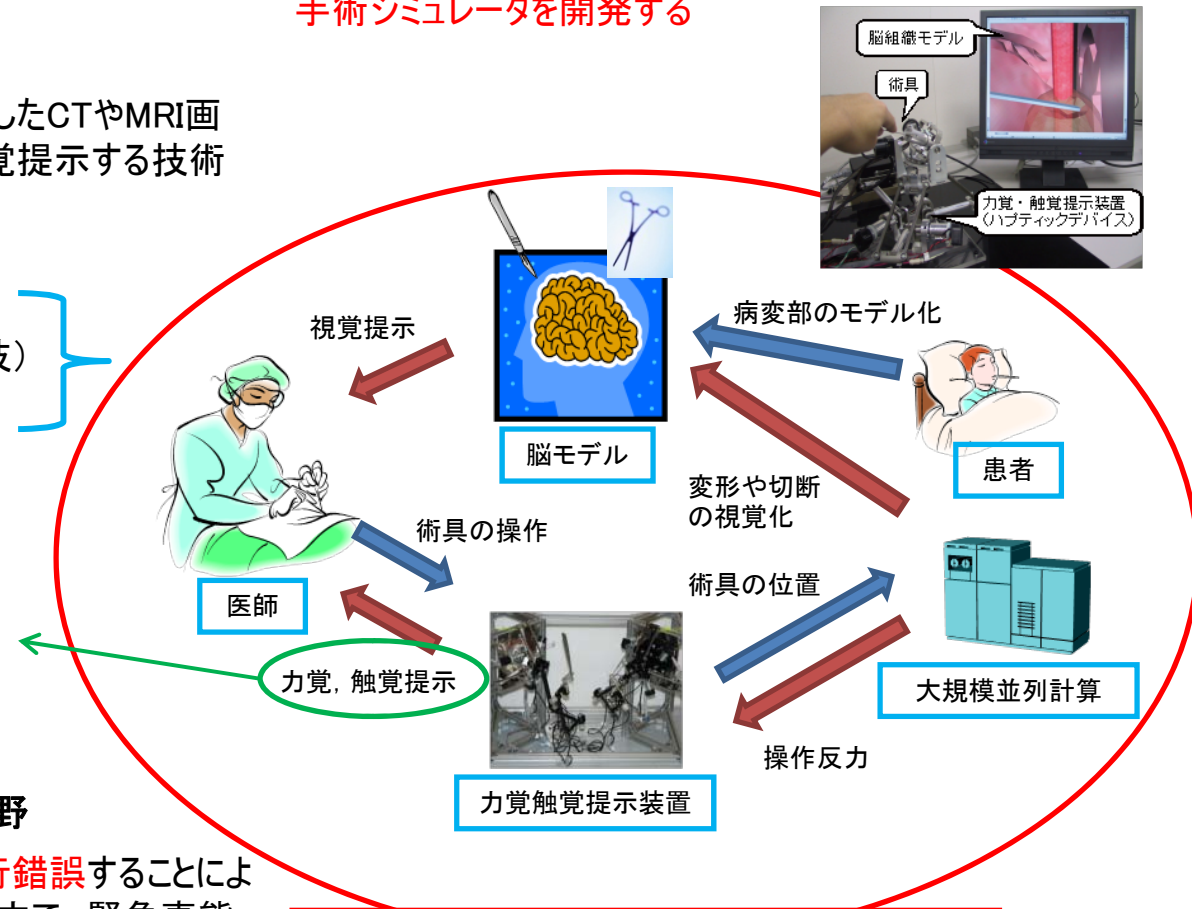 手術シミュレータを開発する
脳組織モデル
術具
力覚・触覚提示装置
(ハプティックデバイス)
したCTやMRI画
覚提示する技術
技）
視覚提示
病変部のモデル化
脳モデル
患者
変形や切断
の視覚化
術具の操作
術具の位置
医師
力覚，触覚提示
大規模並列計算
操作反力
力覚触覚提示装置
野
行錯誤することによ